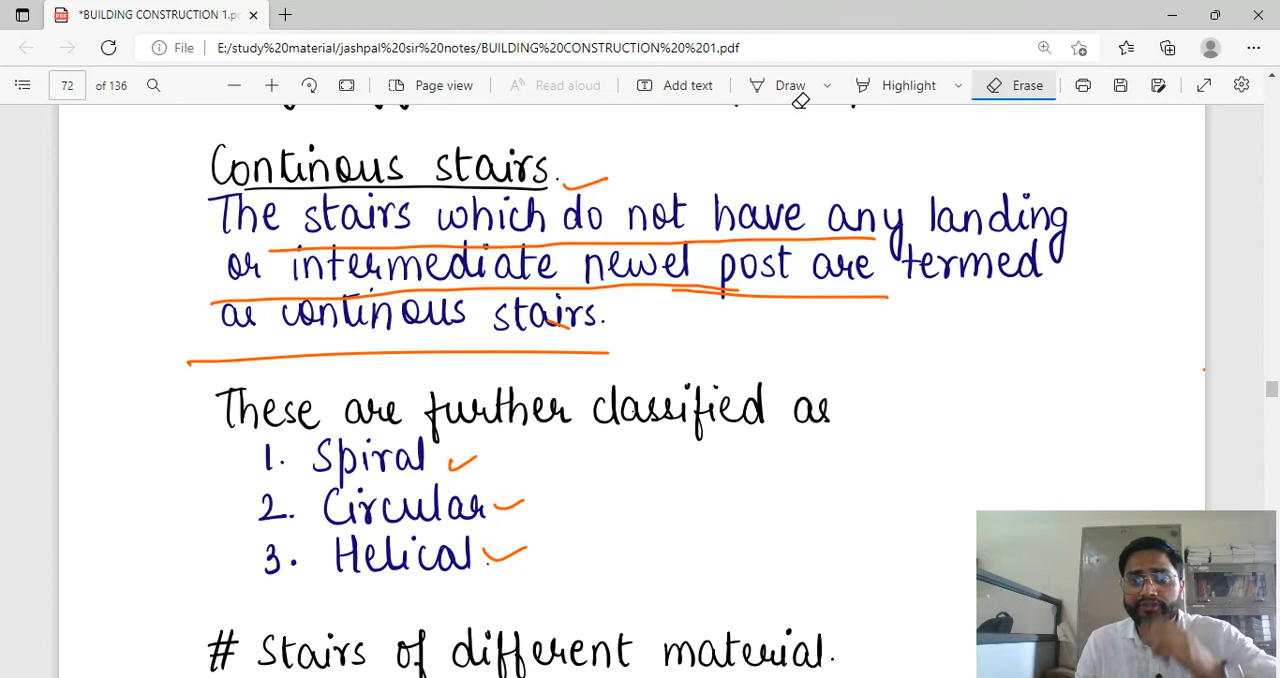 *BUILDING CONSTRUCTION 1.p
File E:/study%20material/jashpal%20sir%20notes/BUILDING%20CONSTRUCTION%20%201.pdf
72 of 136 Page view Read aloud Add text Draw Highlight Erase
Continous stairs.
The stairs which do not have any landing
or intermediate newel post are termed
as continous stairs.
These are further classified as
1. Spiral
2. Circular
3. Helical
# Stairs of different material.